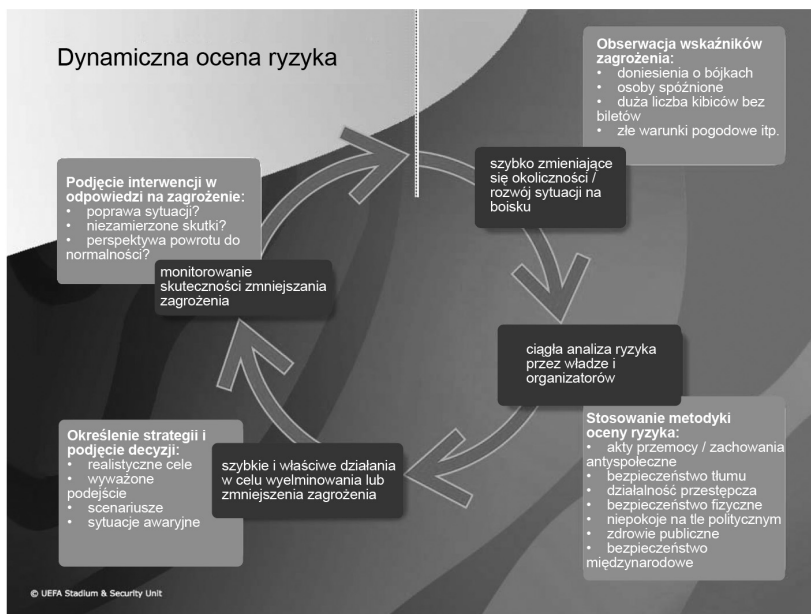 Dynamiczna ocena ryzyka
Obserwacja wskaźników
zagrożenia:
• doniesienia o bójkach
• osoby spóźnione
• duża liczba kibiców bez
biletów
• złe warunki pogodowe itp.
szybko zmieniające
się okoliczności /
rozwój sytuacji na
boisku
ciągła analiza ryzyka
przez władze i
organizatorów
Stosowanie metodyki
oceny ryzyka:
• akty przemocy / zachowania
antyspołeczne
• bezpieczeństwo tłumu
• działalność przestępcza
• bezpieczeństwo fizyczne
• niepokoje na tle politycznym
• zdrowie publiczne
• bezpieczeństwo
międzynarodowe
szybkie i właściwe działania
w celu wyelminowania lub
zmniejszenia zagrożenia
Określenie strategii i
podjęcie decyzji:
• realistyczne cele
• wyważone
podejście
• scenariusze
• sytuacje awaryjne
Podjęcie interwencji w
odpowiedzi na zagrożenie:
• poprawa sytuacji?
• niezamierzone skutki?
• perspektywa powrotu do
normalności?
monitorowanie
skuteczności zmniejszania
zagrożenia
© UEFA Stadium & Security Unit